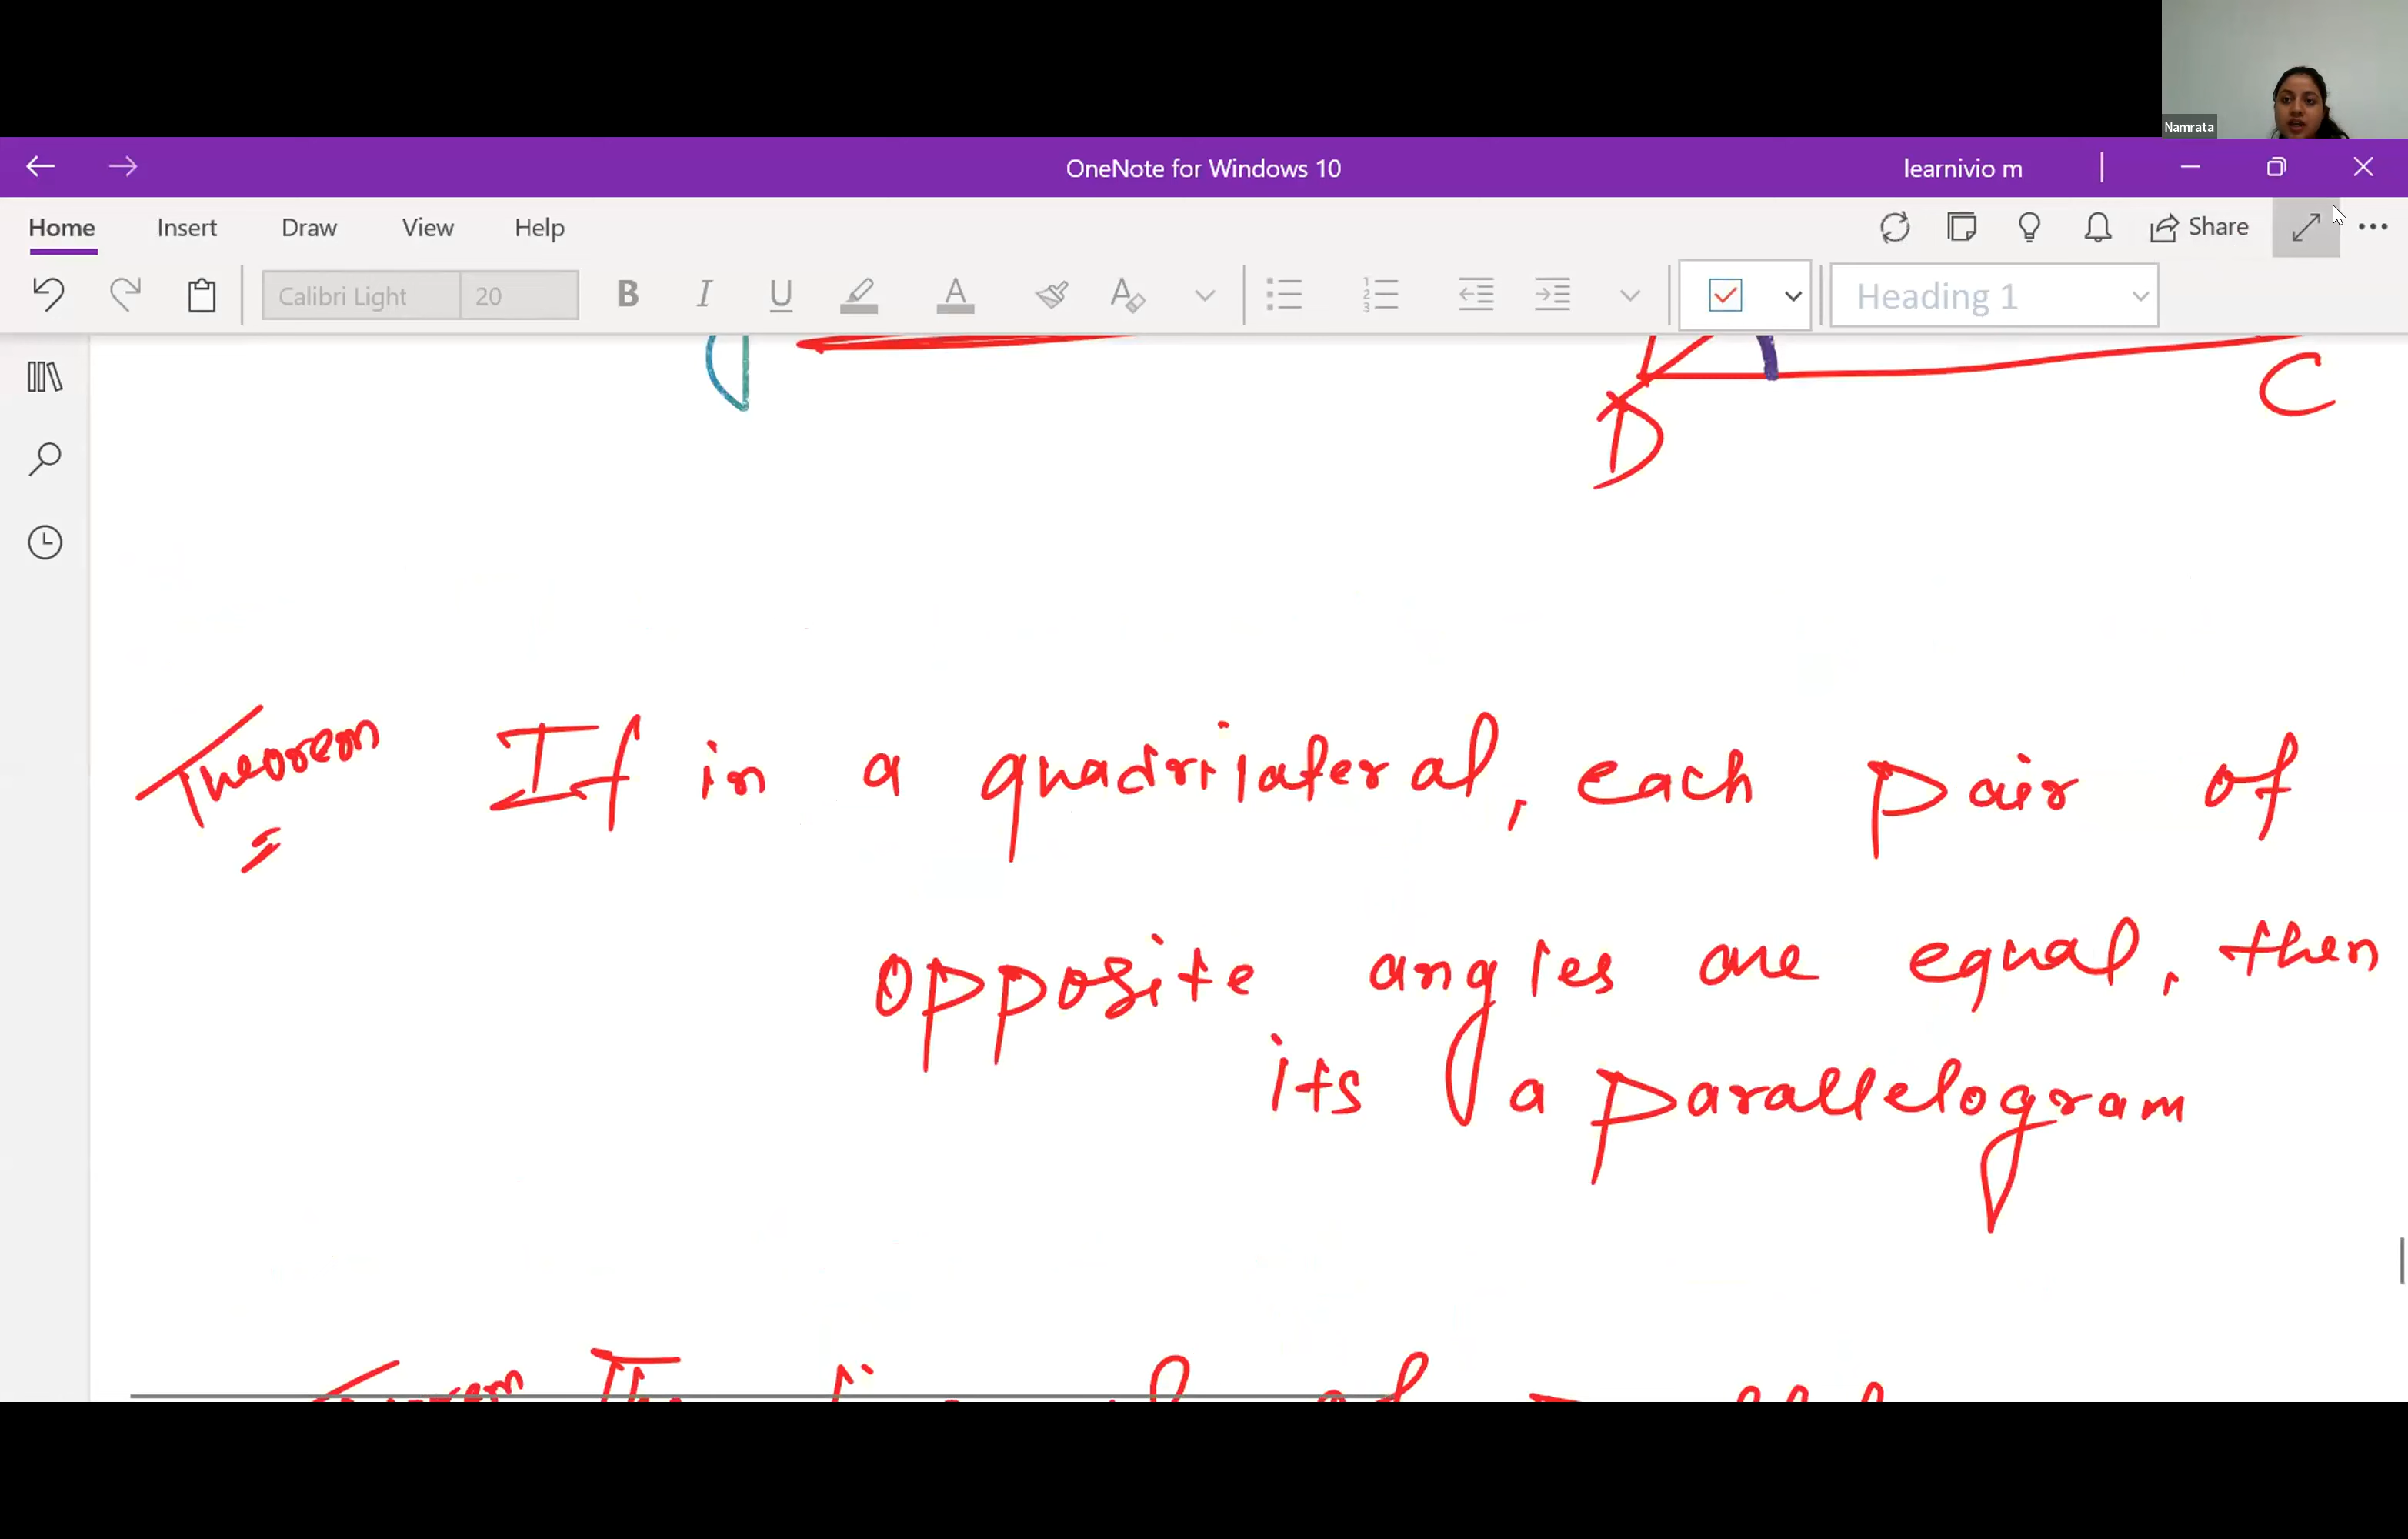 Namrata
OneNote for Windows 10
learnivio m
Home Insert Draw View Help
Share
Calibri Light 20
B I U A A
Heading 1
D
C
Theorem If in a quadrilateral, each pair of
opposite angles are equal, then
its a parallelogram